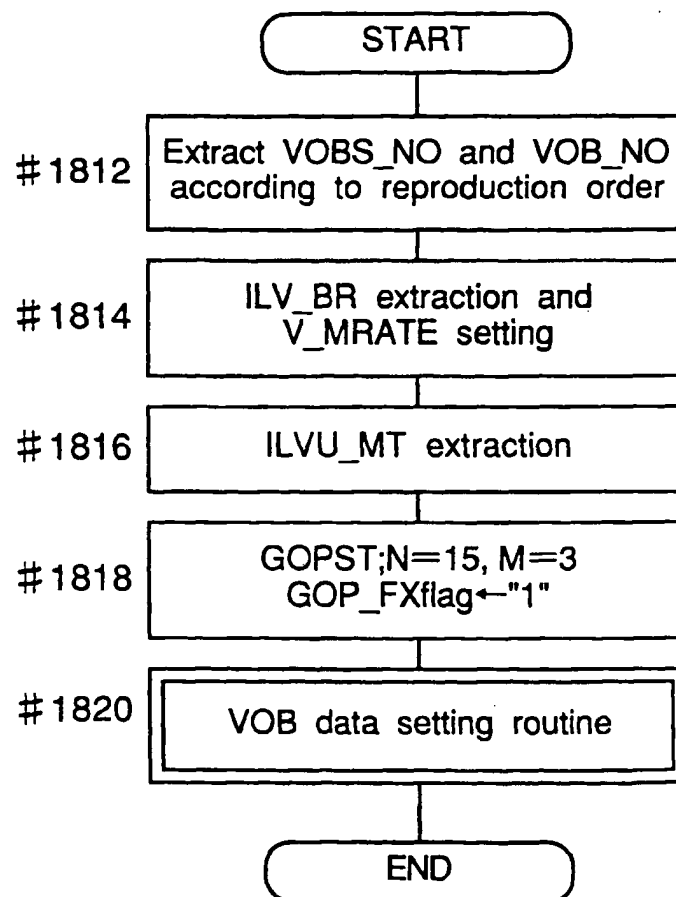 START
#1812
Extract VOBS_NO and VOB_NO
according to reproduction order
#1814
ILV_BR extraction and
V_MRATE setting
#1816
ILVU_MT extraction
#1818
GOPST;N=15, M=3
GOP_FXflag←"1"
#1820
VOB data setting routine
END